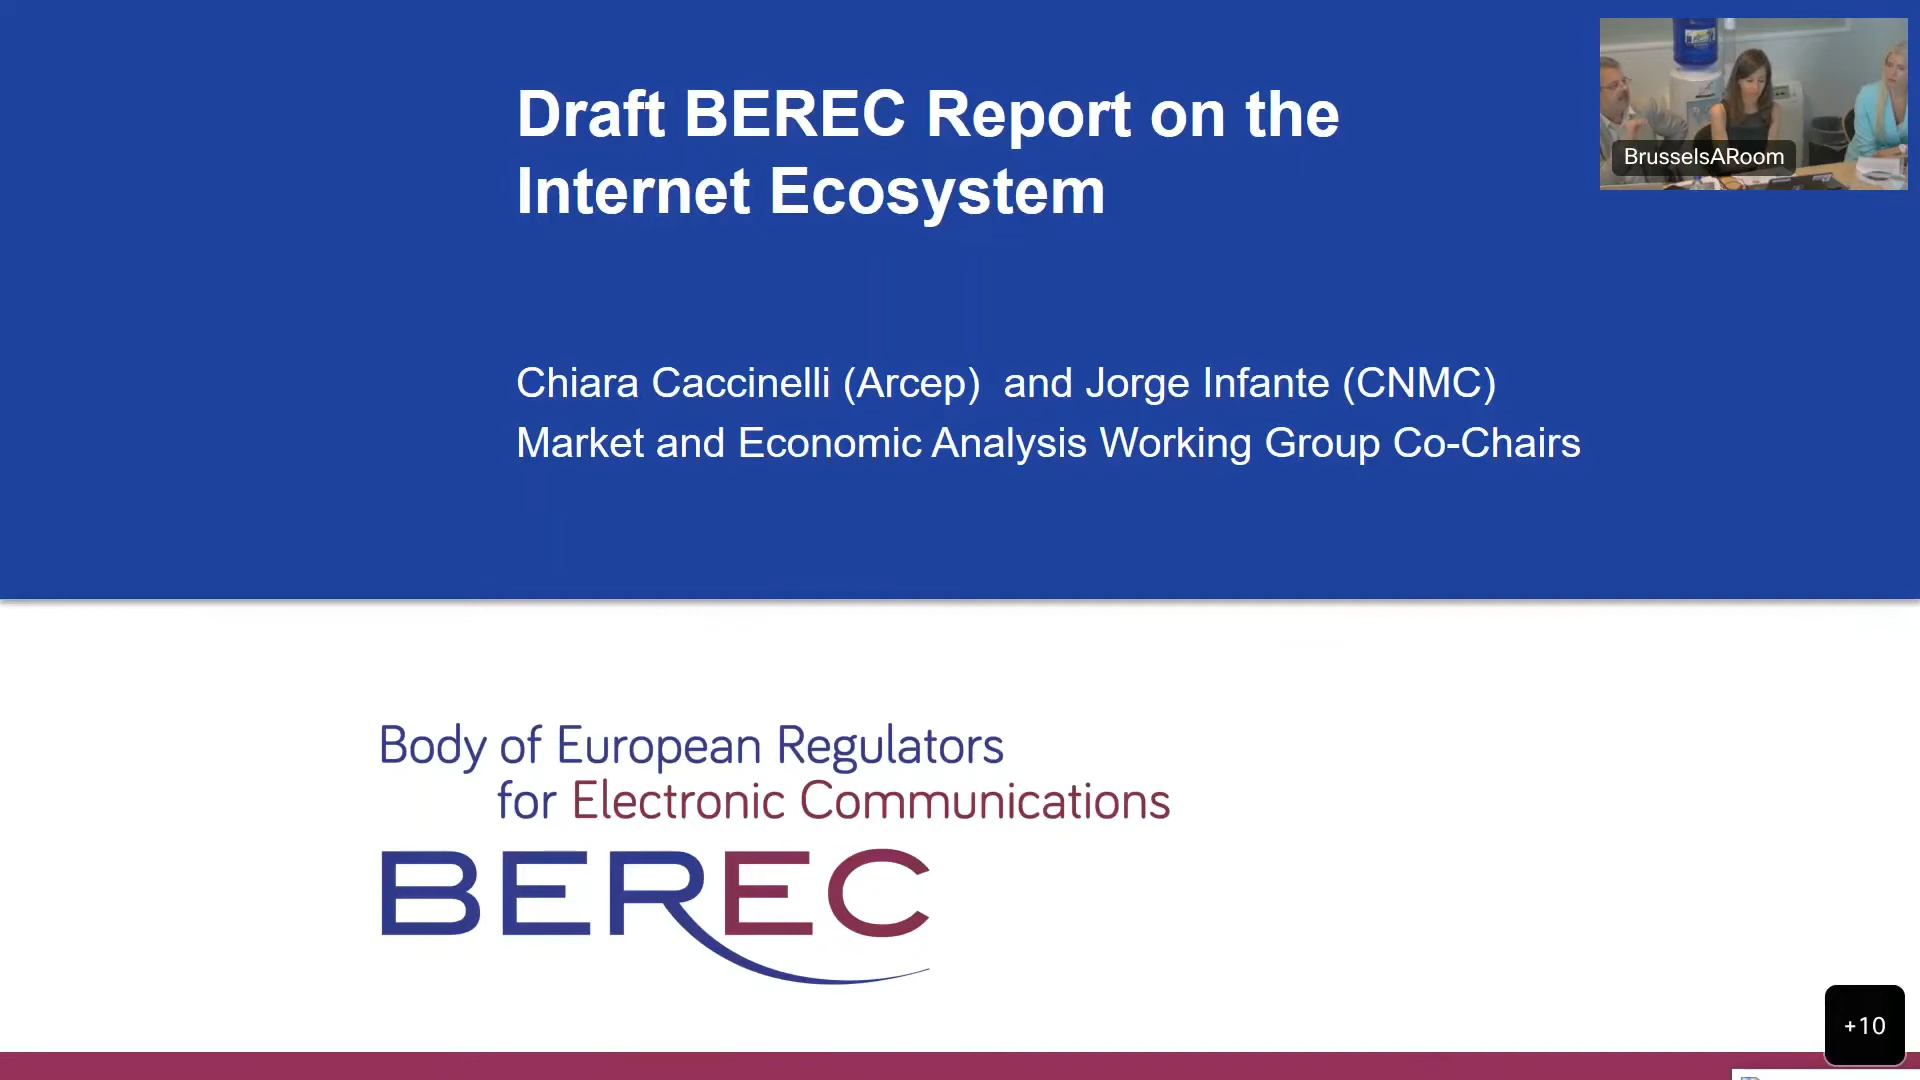 Draft BEREC Report on the
Internet Ecosystem
BrusselsARoom
Chiara Caccinelli (Arcep) and Jorge Infante (CNMC)
Market and Economic Analysis Working Group Co-Chairs
Body of European Regulators
for Electronic Communications
BEREC
+10